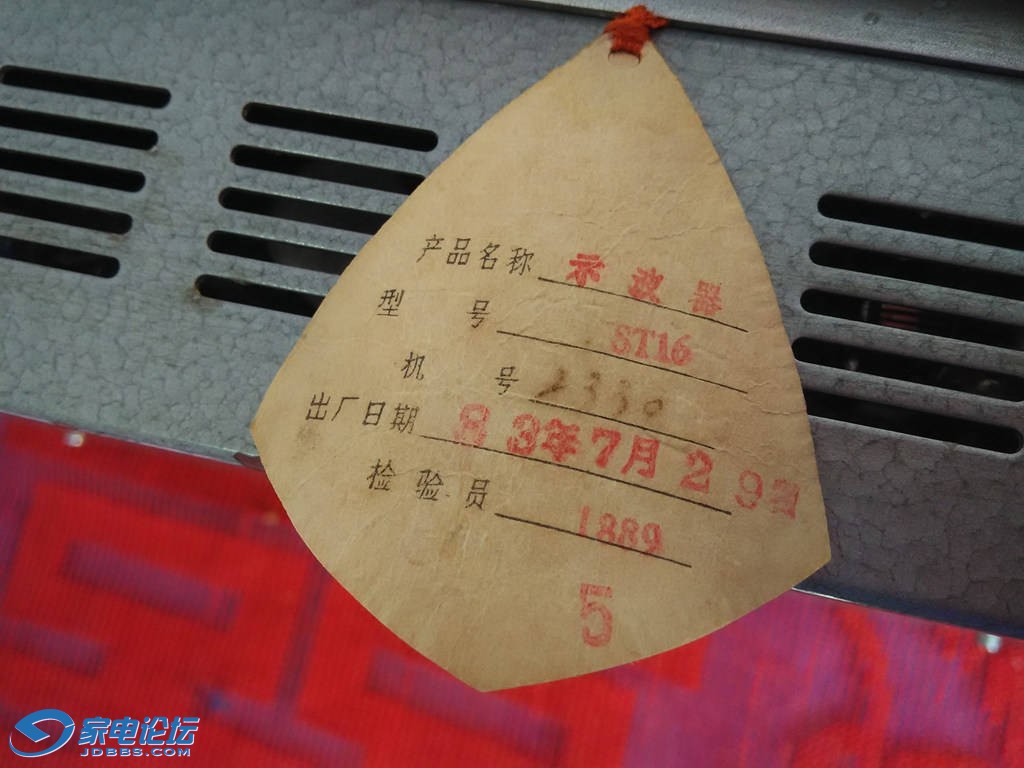 产品名称 示波器
型号 ST16
机号 2330
出厂日期 83年7月29日
检验员 1889
5
家电论坛
JDBBS.COM